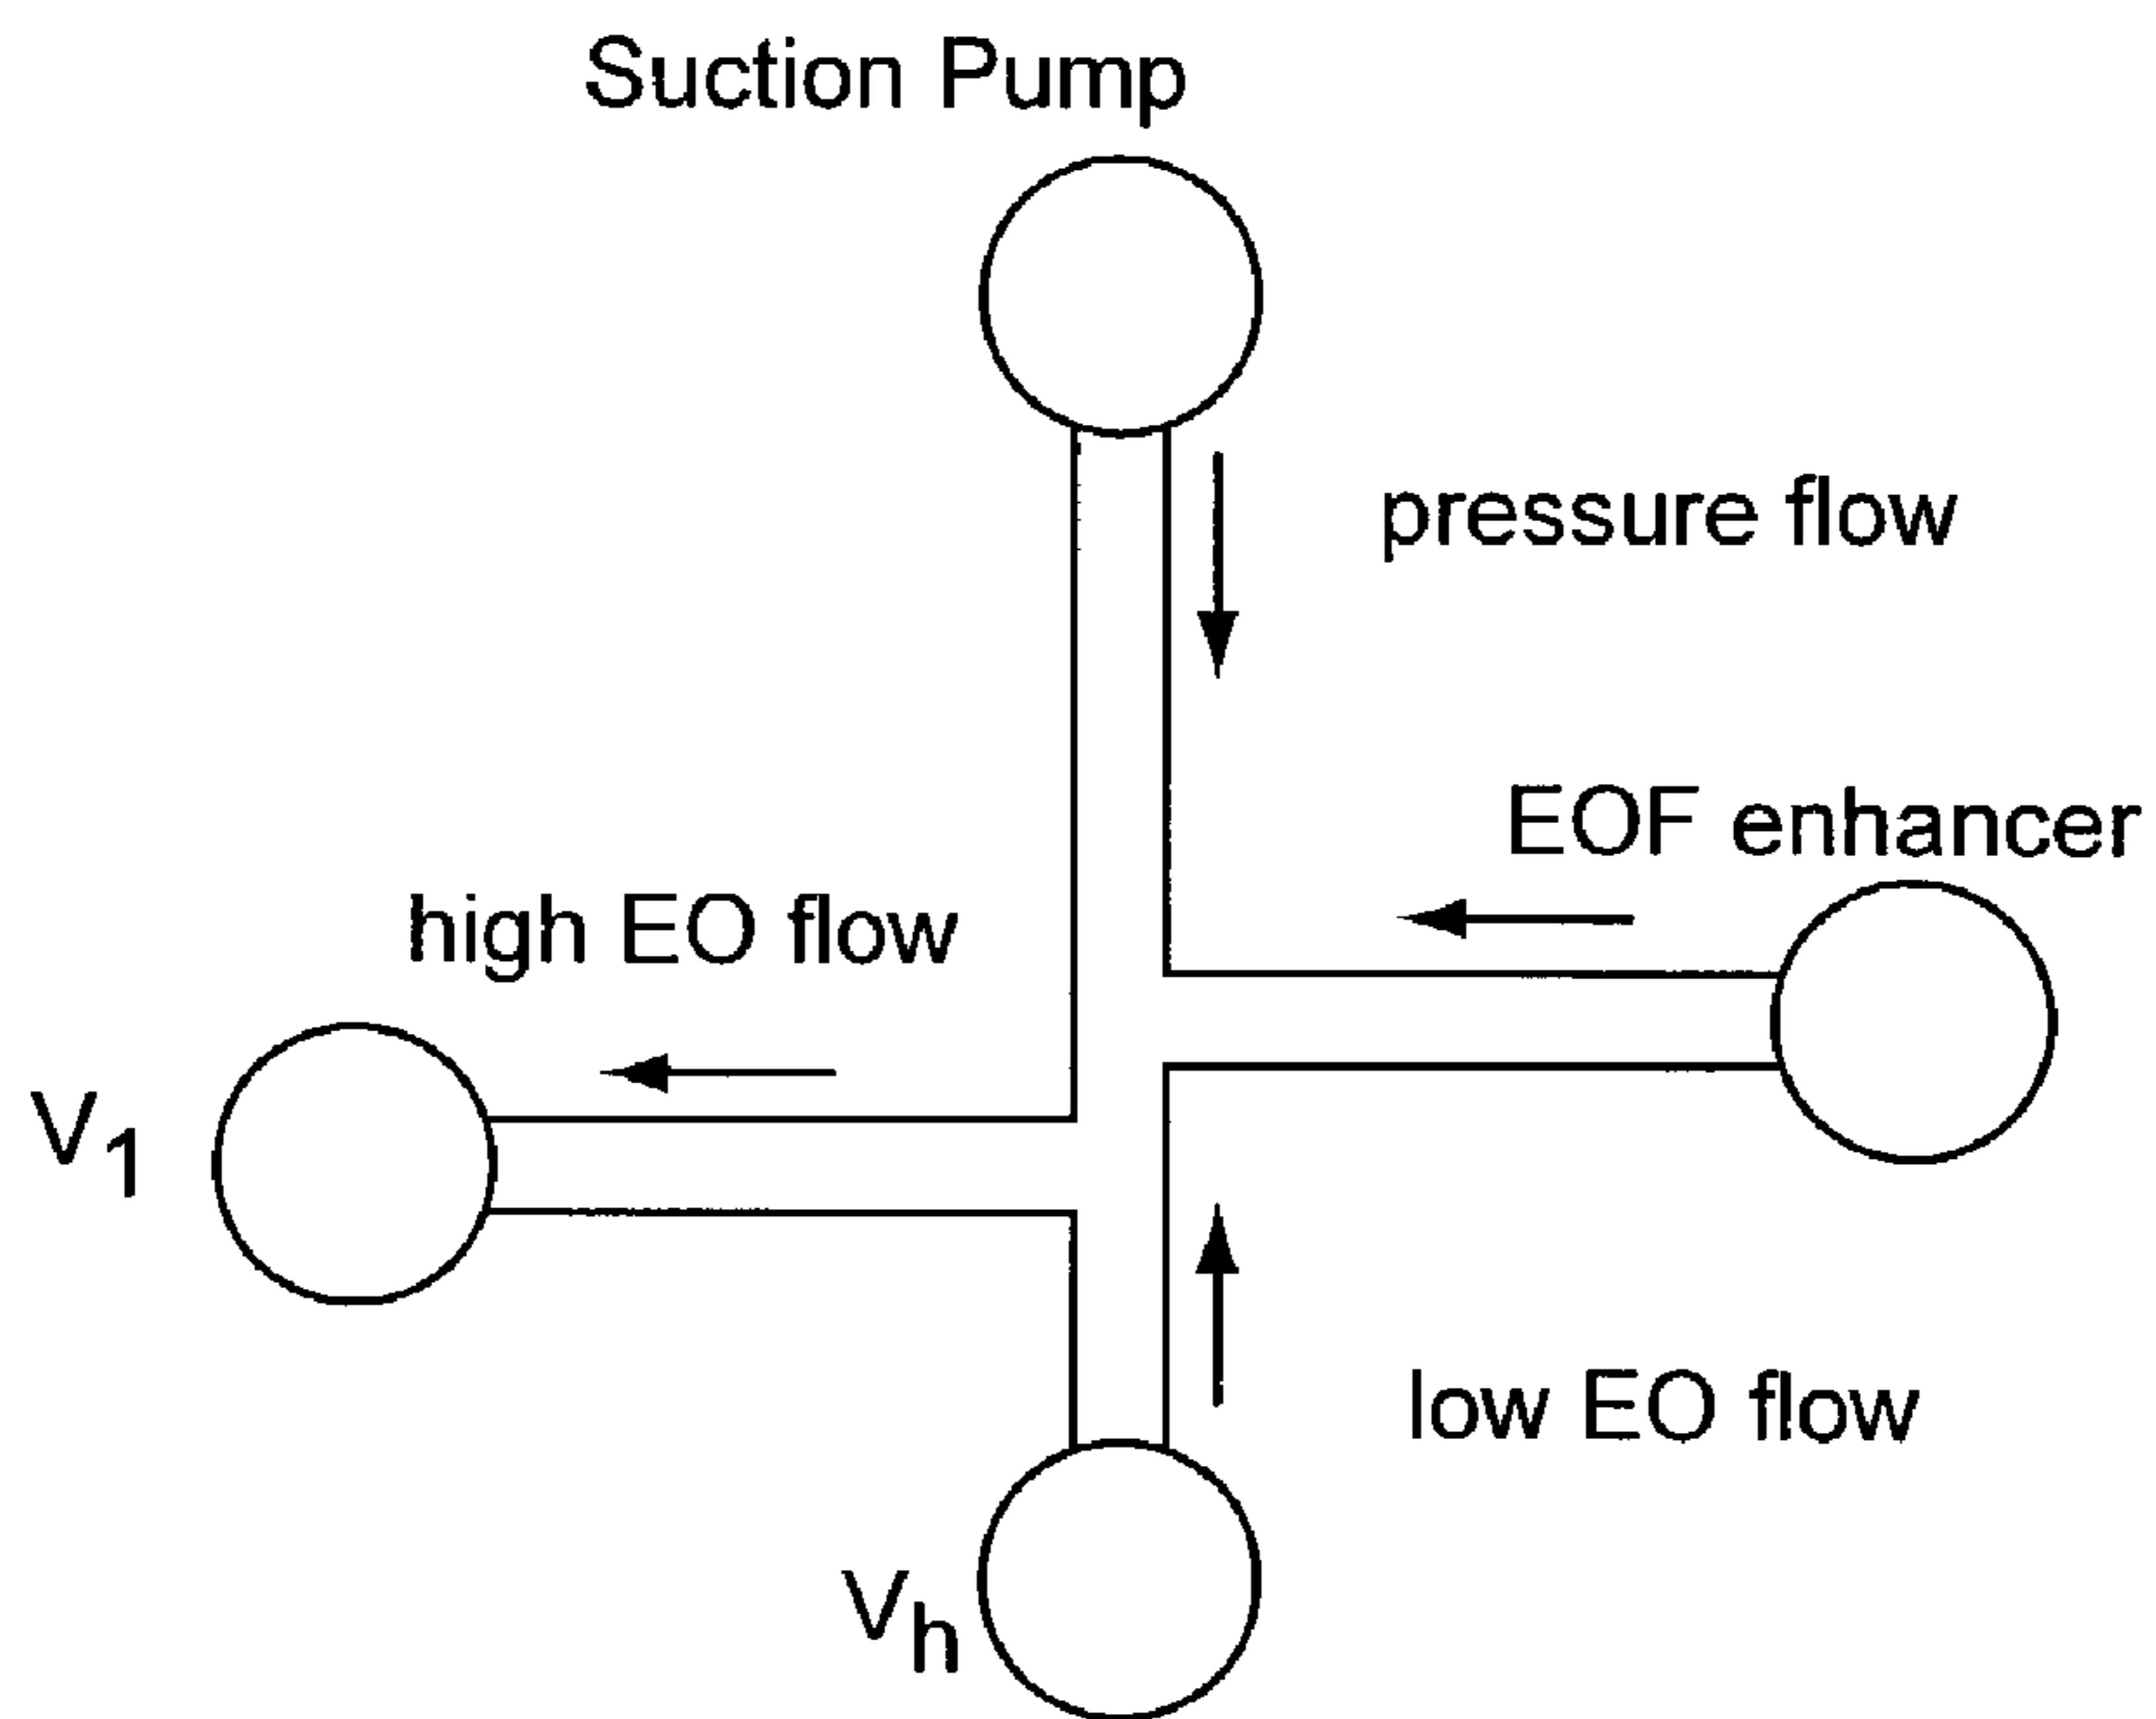 Suction Pump
pressure flow
EOF enhancer
high EO flow
V1
low EO flow
Vh